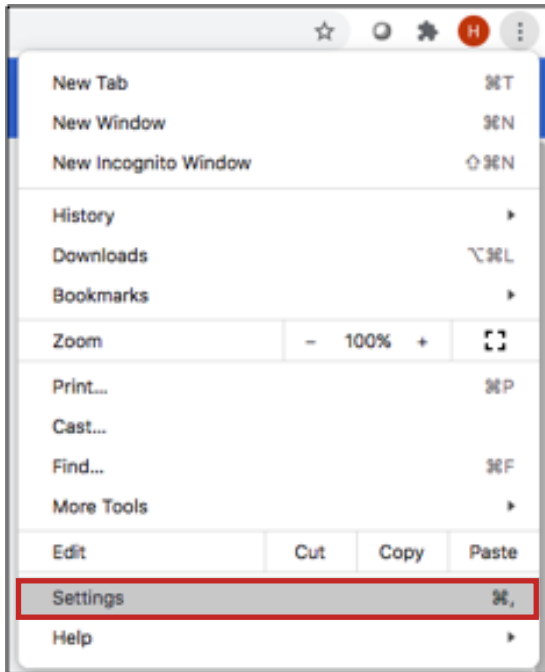 H
New Tab ⌘T
New Window ⌘N
New Incognito Window ⇧⌘N
History
Downloads ⌥⌘L
Bookmarks
Zoom - 100% +
Print... ⌘P
Cast...
Find... ⌘F
More Tools
Edit Cut Copy Paste
Settings ⌘,
Help